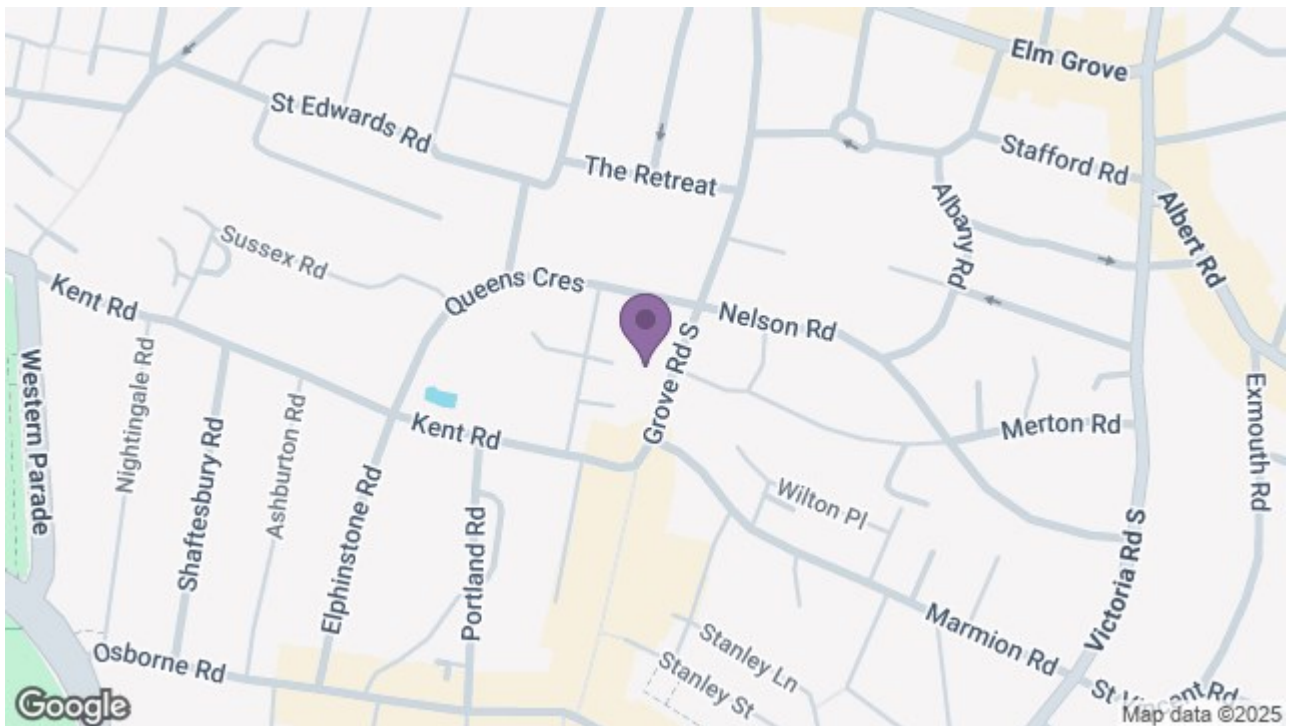 Elm Grove
St Edwards Rd
The Retreat
Stafford Rd
Albany Rd
Albert Rd
Sussex Rd
Kent Rd
Queens Cres
Nelson Rd
Grove Rd S
Western Parade
Nightingale Rd
Shaftesbury Rd
Ashburton Rd
Kent Rd
Merton Rd
Exmouth Rd
Elphinstone Rd
Portland Rd
Wilton Pl
Victoria Rd S
Marmion Rd
Osborne Rd
Stanley Ln
Stanley St
St Vincent Rd
Google
Map data ©2025